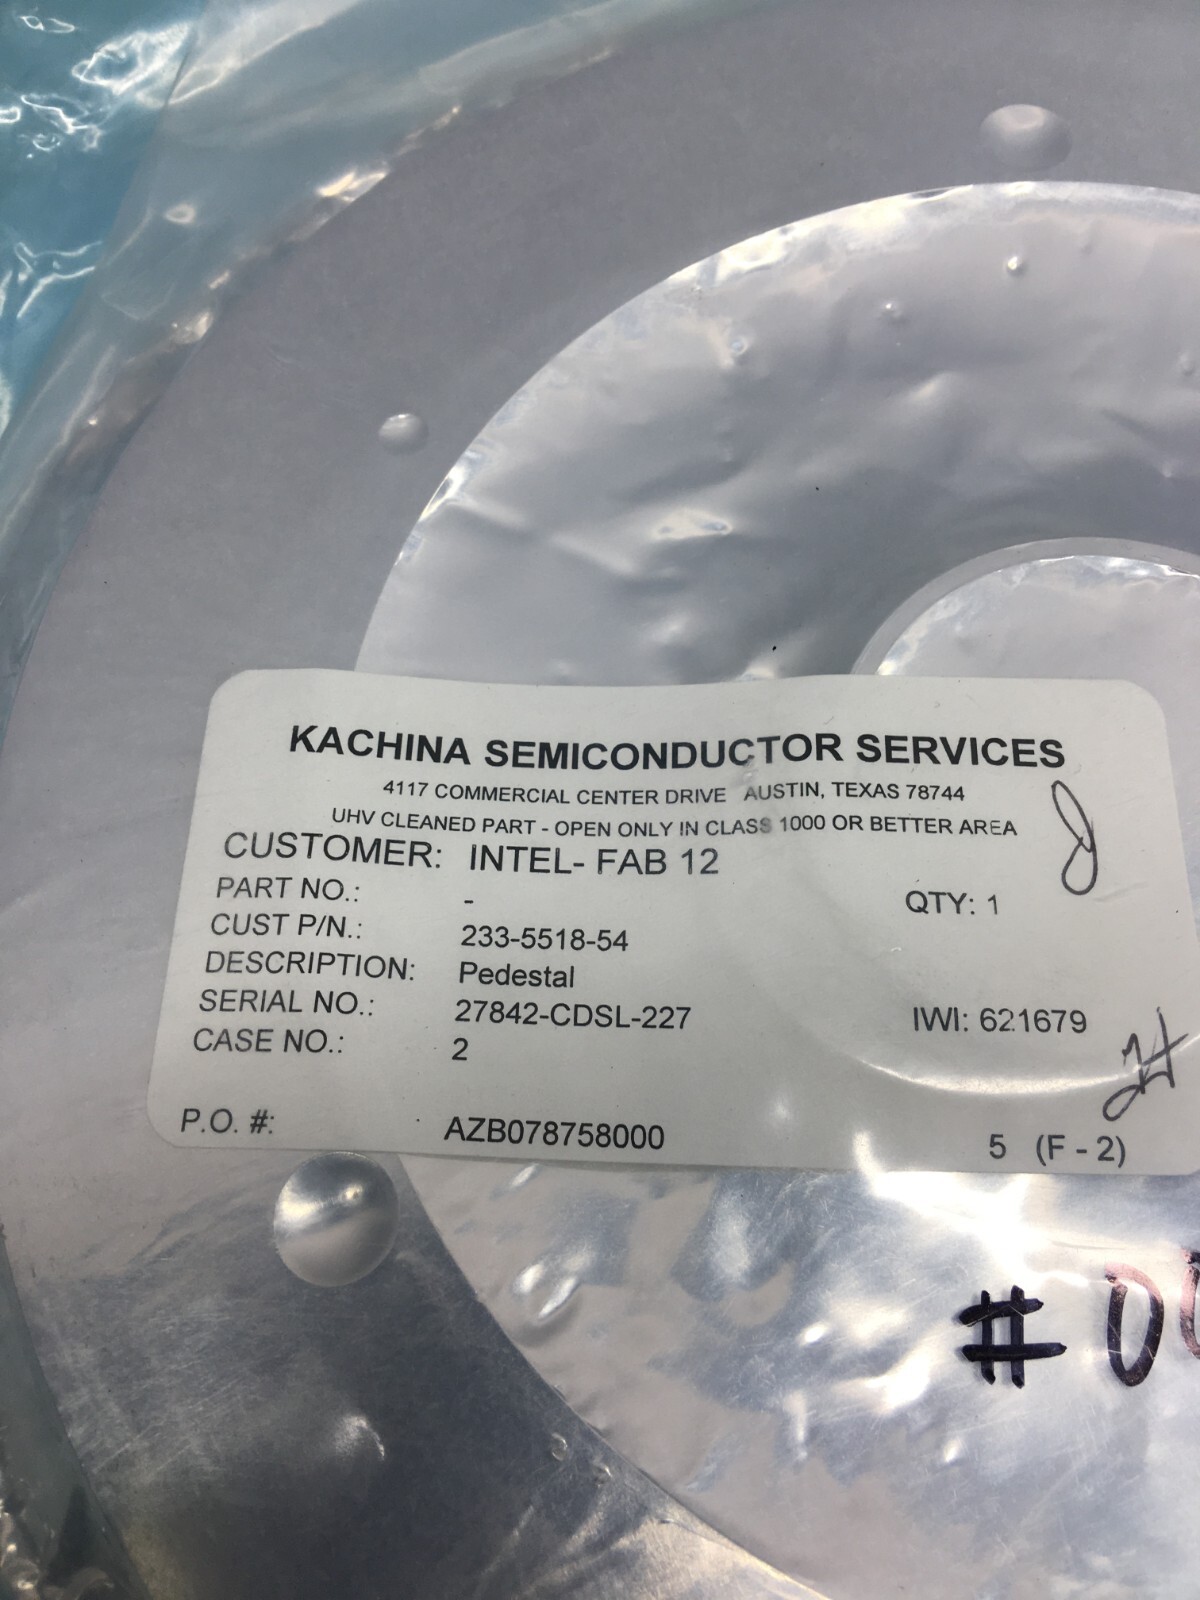 KACHINA SEMICONDUCTOR SERVICES
4117 COMMERCIAL CENTER DRIVE AUSTIN, TEXAS 78744
UHV CLEANED PART - OPEN ONLY IN CLASS 1000 OR BETTER AREA
CUSTOMER: INTEL- FAB 12
PART NO.: - QTY: 1
CUST P/N.: 233-5518-54
DESCRIPTION: Pedestal
SERIAL NO.: 27842-CDSL-227 IWI: 621679
CASE NO.: 2
P.O. #: AZB078758000 5 (F - 2)
#